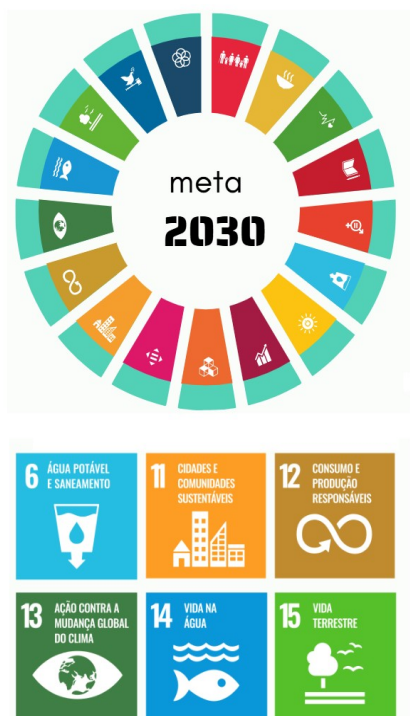 meta
2030
6 ÁGUA POTÁVEL
E SANEAMENTO
11 CIDADES E
COMUNIDADES
SUSTENTÁVEIS
12 CONSUMO E
PRODUÇÃO
RESPONSÁVEIS
13 AÇÃO CONTRA A
MUDANÇA GLOBAL
DO CLIMA
14 VIDA NA
ÁGUA
15 VIDA
TERRESTRE